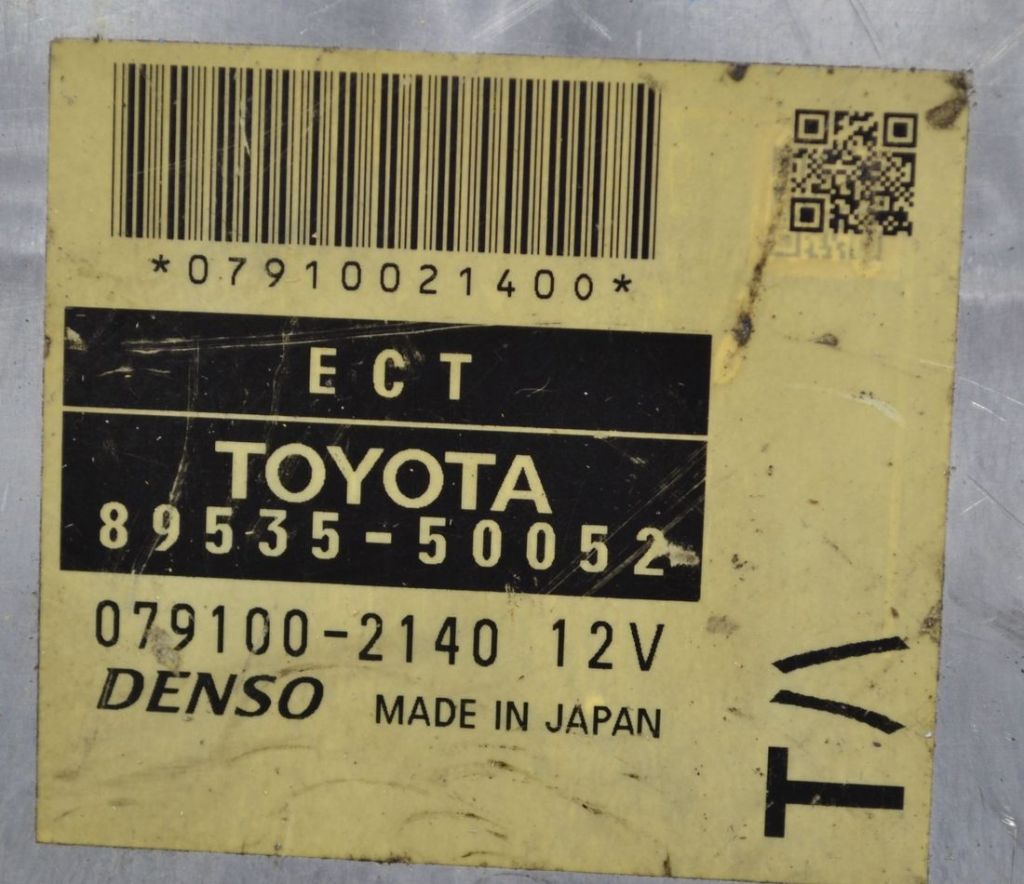 *07910021400*
ECT
TOYOTA
89535-50052
079100-2140 12V
DENSO MADE IN JAPAN
T/\